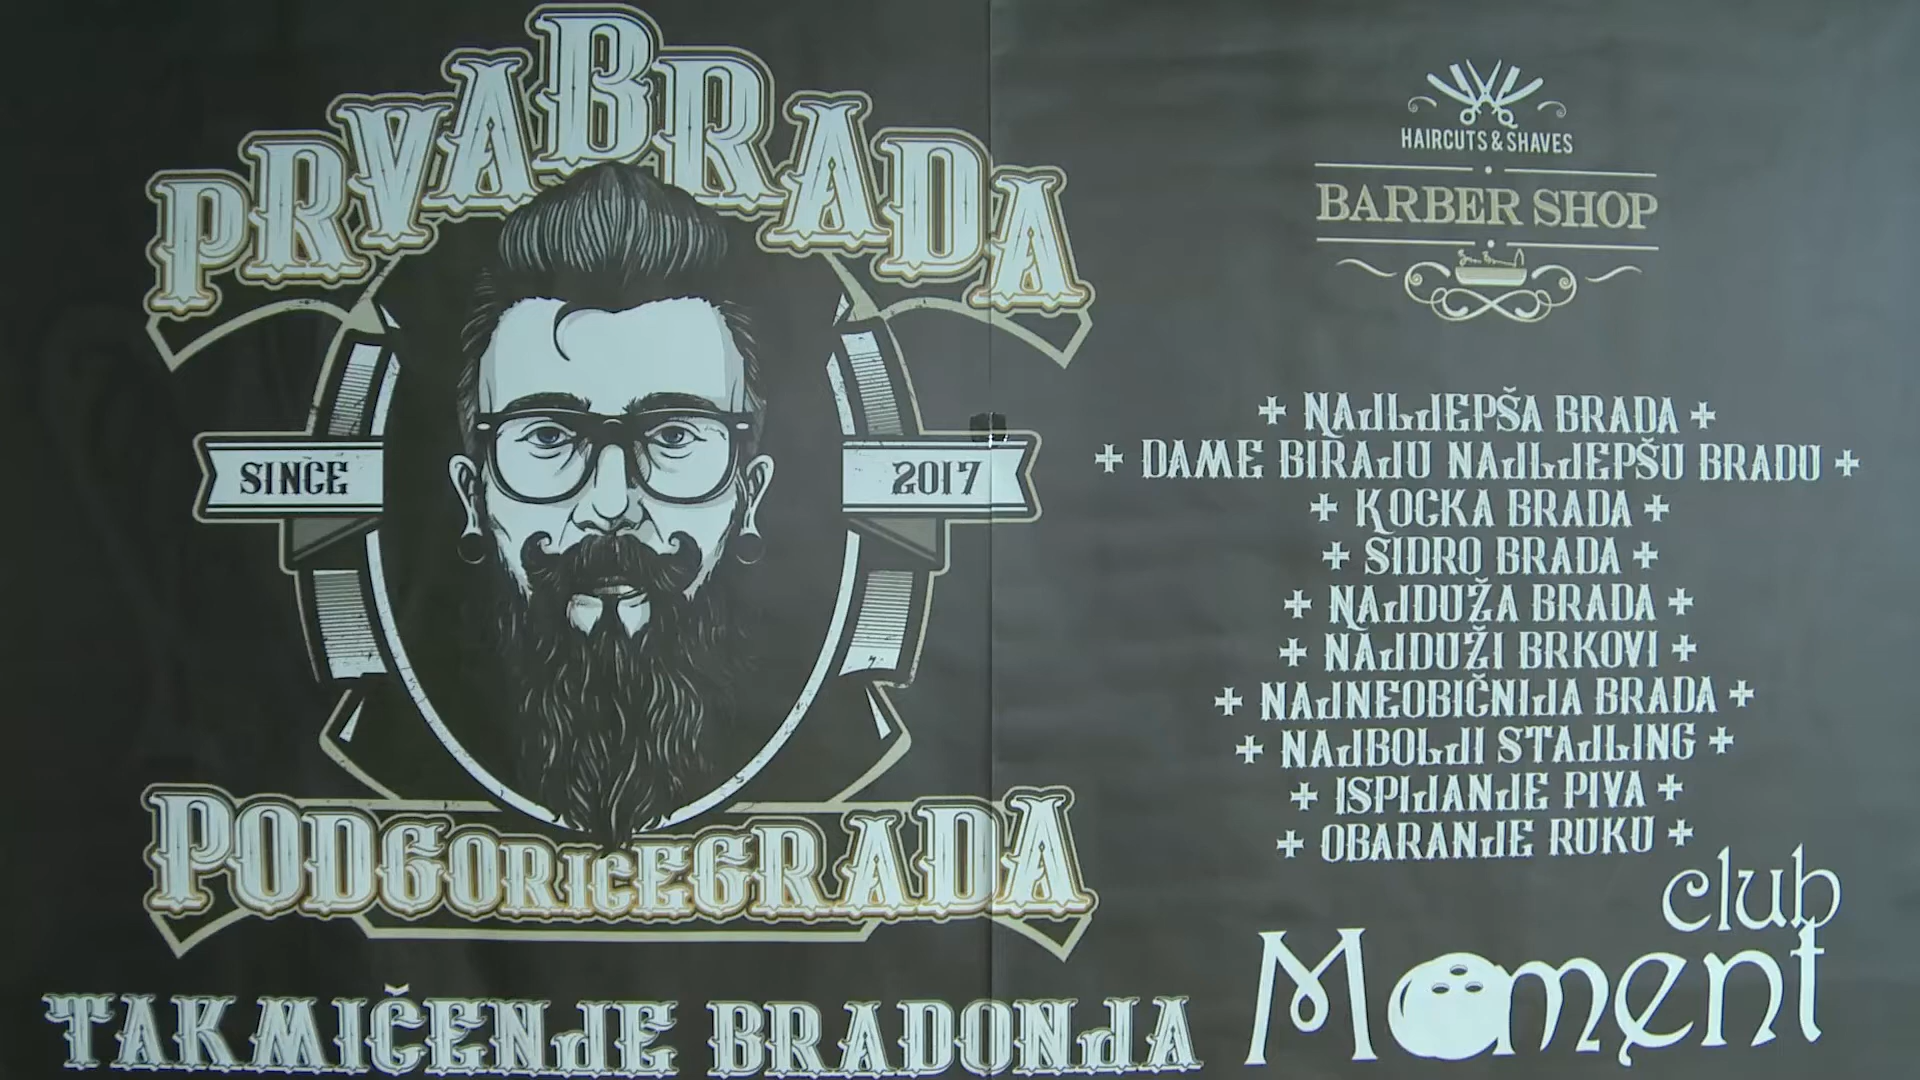 PRVA BRADA
SINCE 2017
PODGORICE GRADA
TAKMIČENJE BRADONJA
HAIRCUTS & SHAVES
BARBER SHOP
+ NAJLJEPŠA BRADA +
+ DAME BIRAJU NAJLJEPŠU BRADU +
+ KOCKA BRADA +
+ SIDRO BRADA +
+ NAJDUŽA BRADA +
+ NAJDUŽI BRKOVI +
+ NAJNEOBIČNIJA BRADA +
+ NAJBOLJI STAJLING +
+ ISPIJANJE PIVA +
+ OBARANJE RUKU +
club
Moment